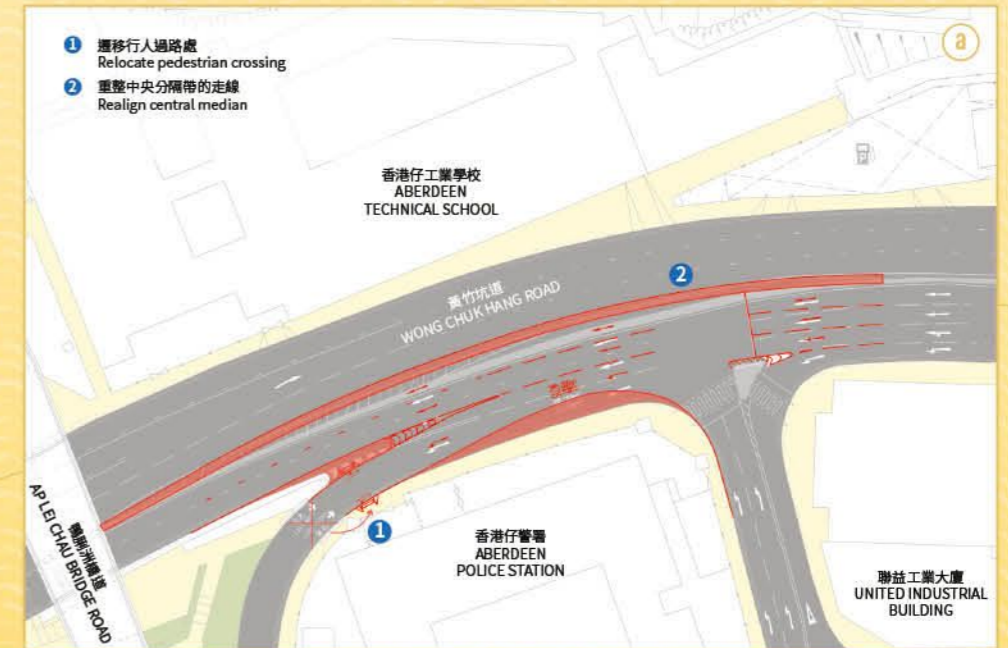 1 遷移行人過路處
Relocate pedestrian crossing
2 重整中央分隔帶的走線
Realign central median
a
香港仔工業學校
ABERDEEN
TECHNICAL SCHOOL
2
黃竹坑道
WONG CHUK HANG ROAD
1
鴨脷洲橋道
AP LEI CHAU BRIDGE ROAD
香港仔警署
ABERDEEN
POLICE STATION
聯益工業大廈
UNITED INDUSTRIAL
BUILDING